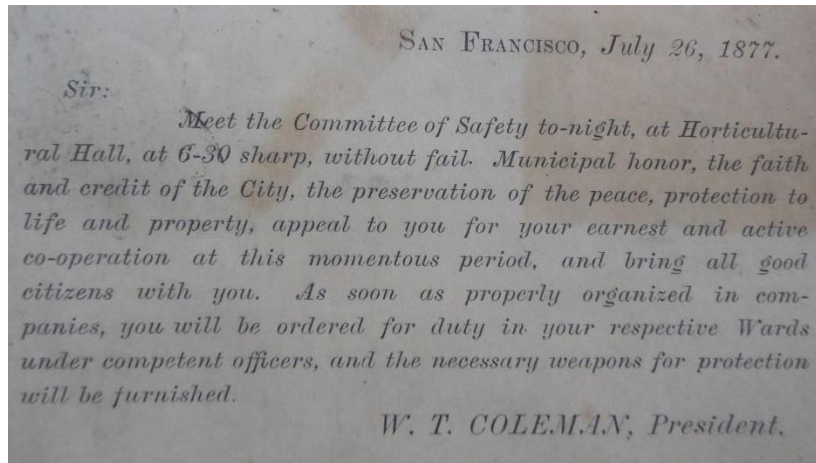 SAN FRANCISCO, July 26, 1877.
Sir:
Meet the Committee of Safety to-night, at Horticultu-
ral Hall, at 6-30 sharp, without fail. Municipal honor, the faith
and credit of the City, the preservation of the peace, protection to
life and property, appeal to you for your earnest and active
co-operation at this momentous period, and bring all good
citizens with you. As soon as properly organized in com-
panies, you will be ordered for duty in your respective Wards
under competent officers, and the necessary weapons for protection
will be furnished.
W. T. COLEMAN, President.